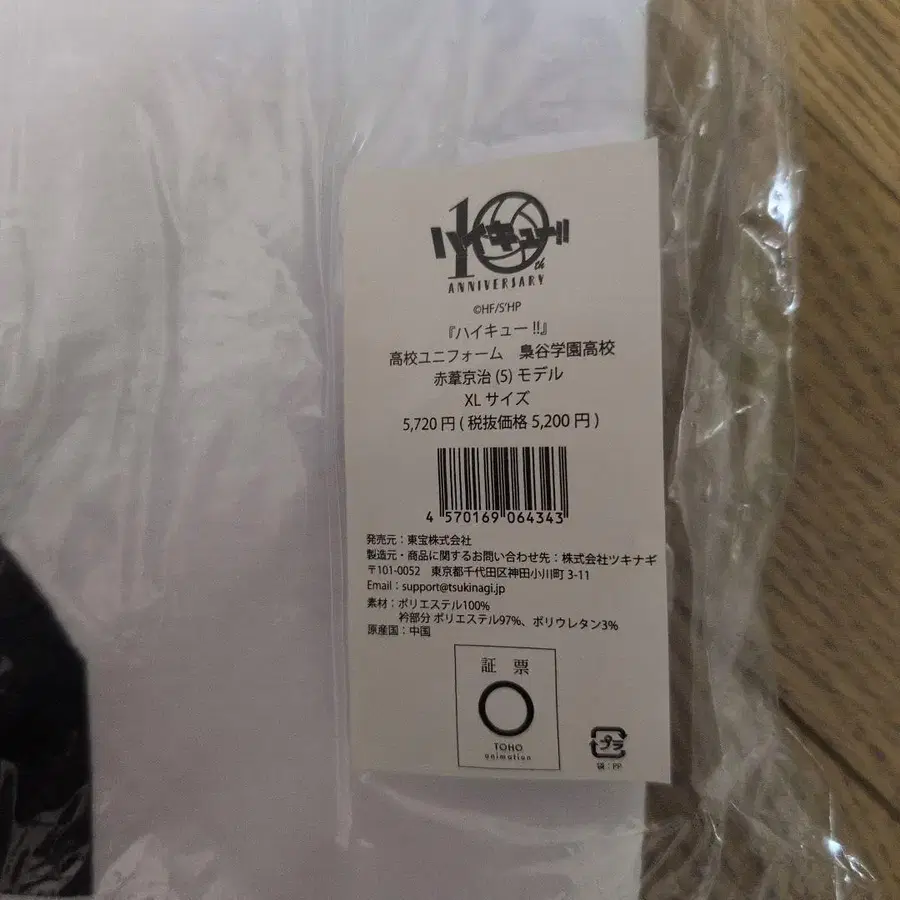 10th
ハイキュー!!
ANNIVERSARY
©HF/S'HP
『ハイキュー!!』
高校ユニフォーム 梟谷学園高校
赤葦京治 (5) モデル
XL サイズ
5,720 円 ( 税抜価格 5,200 円 )
4 570169 064343
発売元:東宝株式会社
製造元・商品に関するお問い合わせ先:株式会社ツキナギ
〒101-0052 東京都千代田区神田小川町 3-11
Email:support@tsukinagi.jp
素材:ポリエステル100%
衿部分 ポリエステル97%、ポリウレタン3%
原産国:中国
証 票
TOHO
animation
プラ
袋:PP